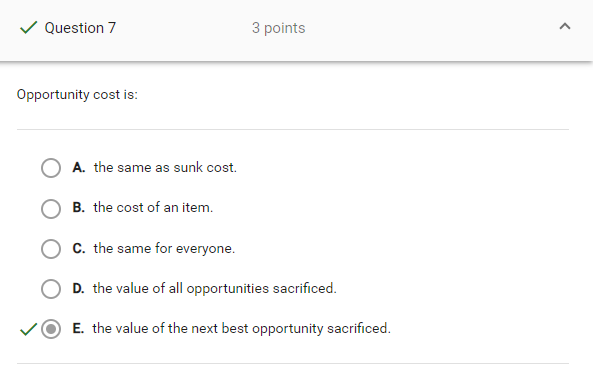 Question 7 3 points
Opportunity cost is:
A. the same as sunk cost.
B. the cost of an item.
C. the same for everyone.
D. the value of all opportunities sacrificed.
E. the value of the next best opportunity sacrificed.